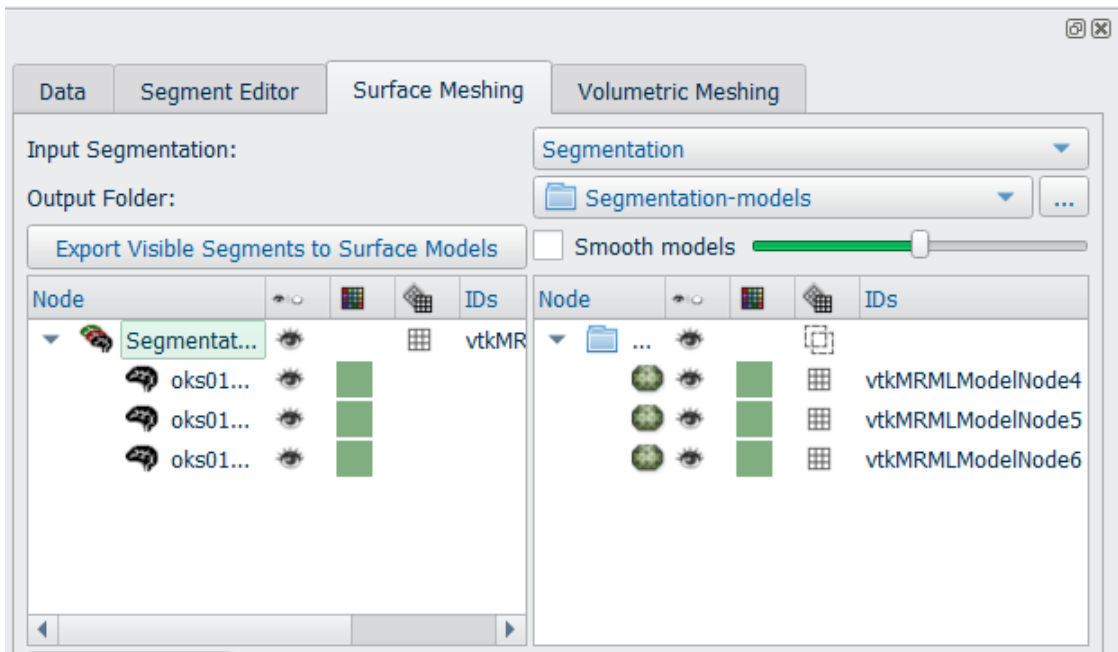 Data Segment Editor Surface Meshing Volumetric Meshing
Input Segmentation: Segmentation
Output Folder: Segmentation-models ...
Export Visible Segments to Surface Models Smooth models
Node IDs Node IDs
Segmentat... vtkMR ...
oks01... vtkMRMLModelNode4
oks01... vtkMRMLModelNode5
oks01... vtkMRMLModelNode6